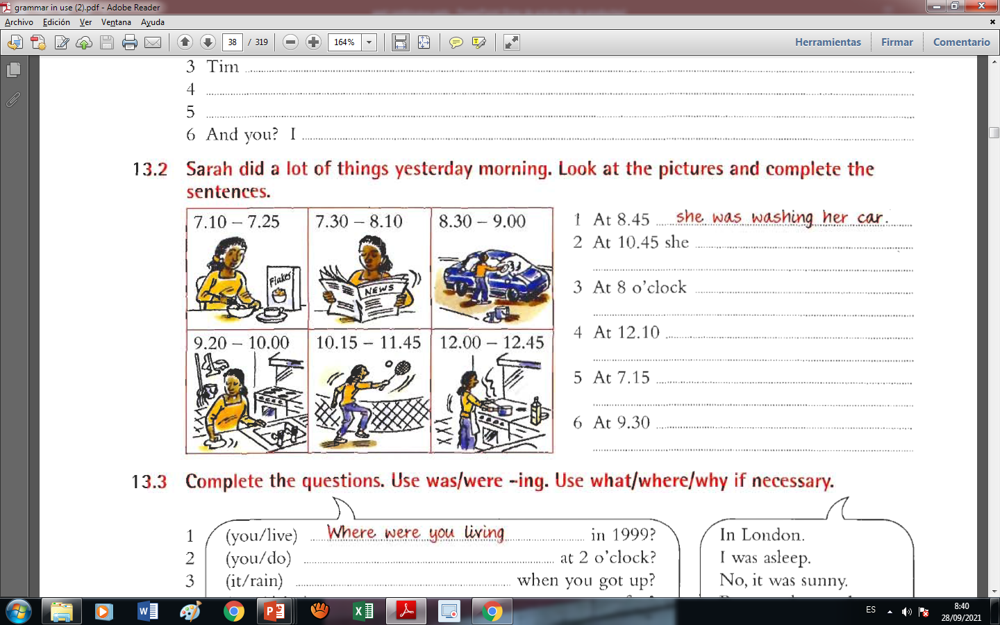 grammar in use (2).pdf - Adobe Reader
Archivo Edición Ver Ventana Ayuda
38 / 319 164% Herramientas Firmar Comentario
3 Tim
4
5
6 And you? I
13.2 Sarah did a lot of things yesterday morning. Look at the pictures and complete the
sentences.
7.10 – 7.25 7.30 – 8.10 8.30 – 9.00
Flakes
NEWS
9.20 – 10.00 10.15 – 11.45 12.00 – 12.45
1 At 8.45 she was washing her car.
2 At 10.45 she
3 At 8 o'clock
4 At 12.10
5 At 7.15
6 At 9.30
13.3 Complete the questions. Use was/were -ing. Use what/where/why if necessary.
1 (you/live) Where were you living in 1999? In London.
2 (you/do) at 2 o'clock? I was asleep.
3 (it/rain) when you got up? No, it was sunny.
ES 8:40
28/09/2021